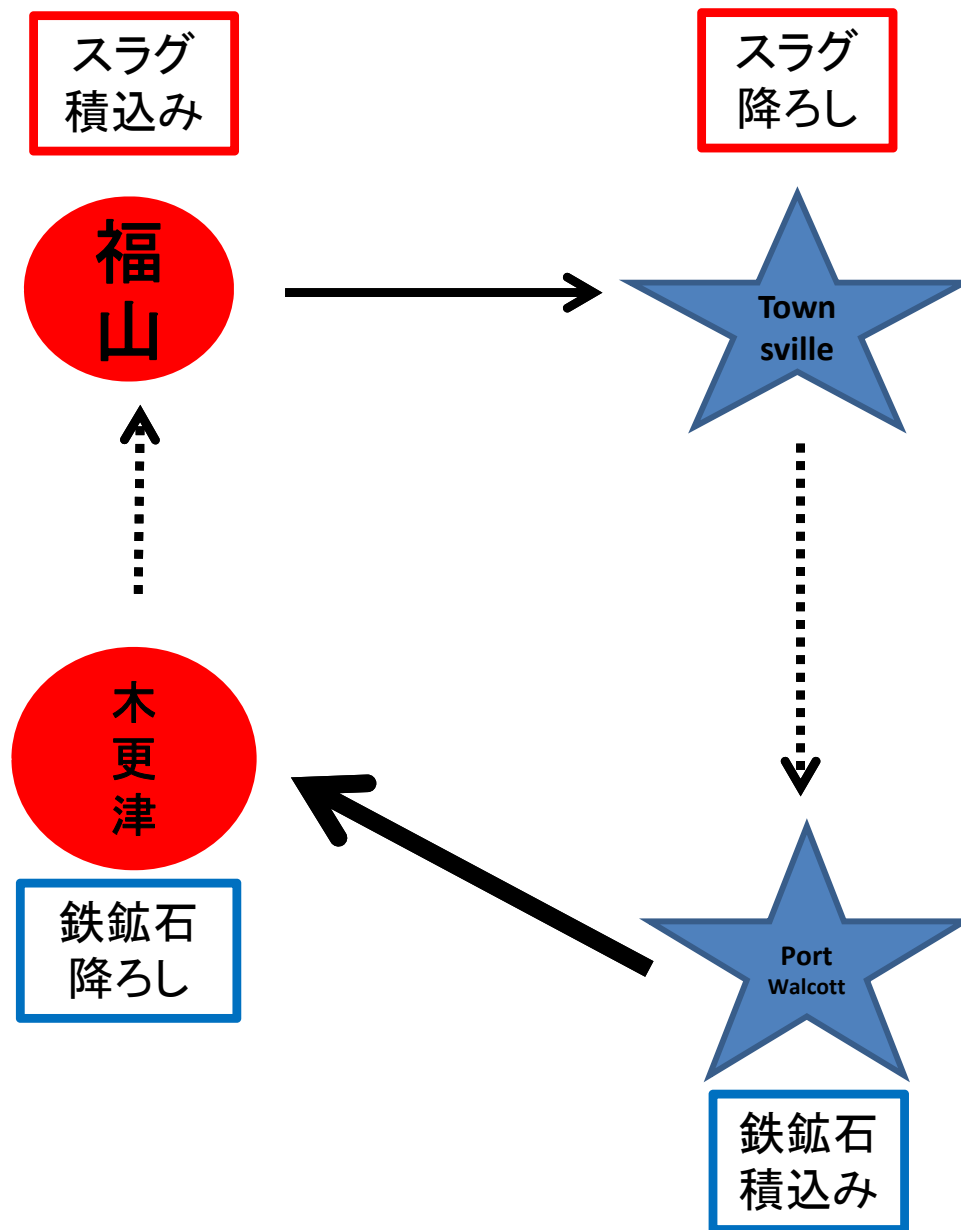 スラグ
積込み
スラグ
降ろし
福
山
Town
sville
木
更
津
鉄鉱石
降ろし
Port
Walcott
鉄鉱石
積込み